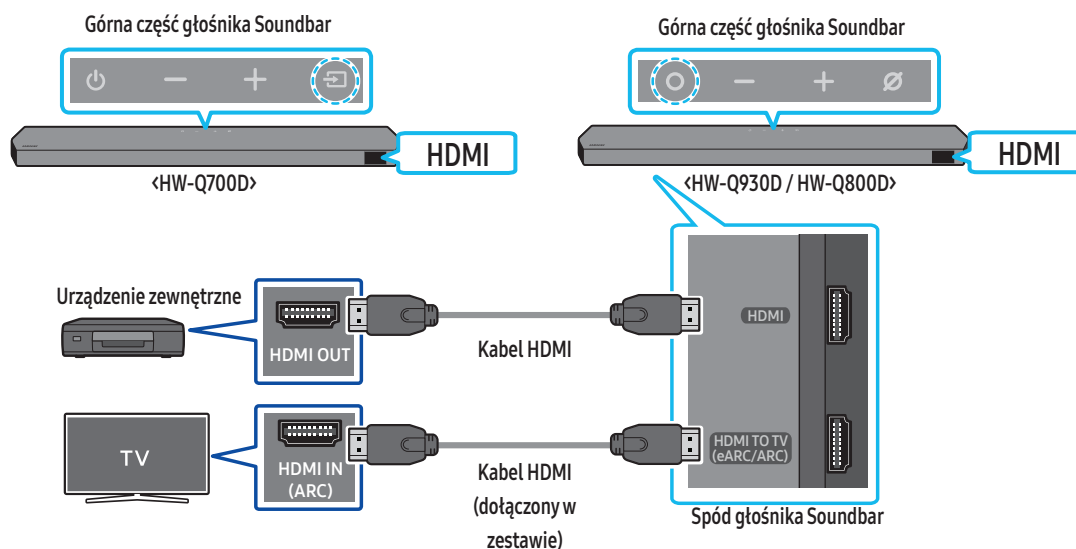 Górna część głośnika Soundbar
Górna część głośnika Soundbar
HDMI
<HW-Q700D>
HDMI
<HW-Q930D / HW-Q800D>
Urządzenie zewnętrzne
HDMI OUT
Kabel HDMI
HDMI
TV
HDMI IN
(ARC)
Kabel HDMI
(dołączony w
zestawie)
HDMI TO TV
(eARC/ARC)
Spód głośnika Soundbar